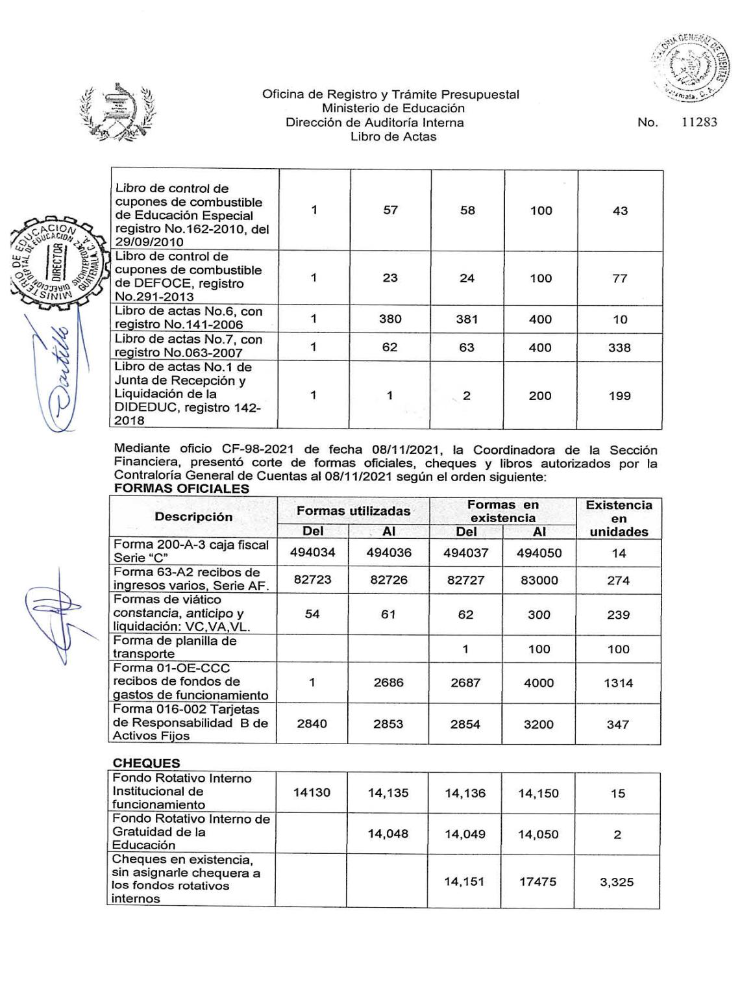 CONTRALORIA GENERAL DE CUENTAS
Guatemala, C. A.
Oficina de Registro y Trámite Presupuestal
Ministerio de Educación
Dirección de Auditoría Interna
Libro de Actas
No. 11283
MINISTERIO DE EDUCACION
DIRECCION DEPTAL DE EDUCACION SUCHITEPEQUEZ
DIRECTOR
GUATEMALA, C.A.
Libro de control de
cupones de combustible
de Educación Especial
registro No.162-2010, del
29/09/2010
1 57 58 100 43
Libro de control de
cupones de combustible
de DEFOCE, registro
No.291-2013
1 23 24 100 77
Libro de actas No.6, con
registro No.141-2006
1 380 381 400 10
Libro de actas No.7, con
registro No.063-2007
1 62 63 400 338
Libro de actas No.1 de
Junta de Recepción y
Liquidación de la
DIDEDUC, registro 142-
2018
1 1 2 200 199
Mediante oficio CF-98-2021 de fecha 08/11/2021, la Coordinadora de la Sección
Financiera, presentó corte de formas oficiales, cheques y libros autorizados por la
Contraloría General de Cuentas al 08/11/2021 según el orden siguiente:
FORMAS OFICIALES
Descripción
Formas utilizadas
Formas en
existencia
Existencia
en
unidades
Del Al Del Al
Forma 200-A-3 caja fiscal
Serie “C”
494034 494036 494037 494050 14
Forma 63-A2 recibos de
ingresos varios, Serie AF.
82723 82726 82727 83000 274
Formas de viático
constancia, anticipo y
liquidación: VC,VA,VL.
54 61 62 300 239
Forma de planilla de
transporte
1 100 100
Forma 01-OE-CCC
recibos de fondos de
gastos de funcionamiento
1 2686 2687 4000 1314
Forma 016-002 Tarjetas
de Responsabilidad B de
Activos Fijos
2840 2853 2854 3200 347
CHEQUES
Fondo Rotativo Interno
Institucional de
funcionamiento
14130 14,135 14,136 14,150 15
Fondo Rotativo Interno de
Gratuidad de la
Educación
14,048 14,049 14,050 2
Cheques en existencia,
sin asignarle chequera a
los fondos rotativos
internos
14,151 17475 3,325